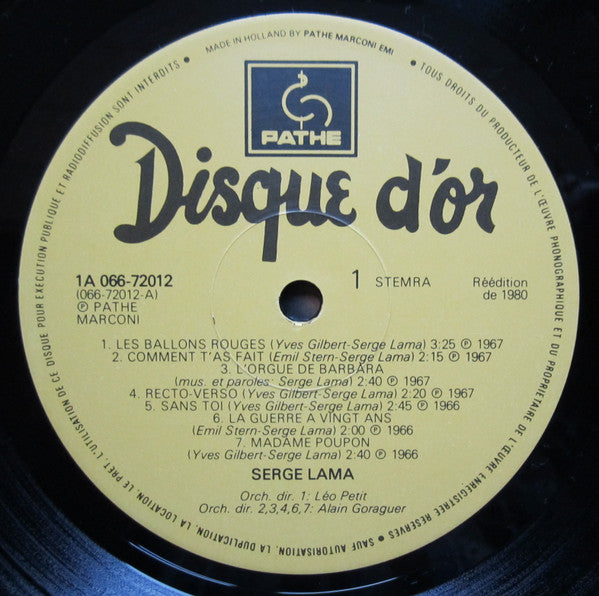 MADE IN HOLLAND BY PATHE MARCONI EMI
• TOUS DROITS DU PRODUCTEUR DE L'ŒUVRE PHONOGRAPHIQUE ET DU PROPRIETAIRE DE L'ŒUVRE ENREGISTREE RESERVES • SAUF AUTORISATION, LA DUPLICATION, LA LOCATION, LE PRET, L'UTILISATION DE CE DISQUE POUR EXECUTION PUBLIQUE ET RADIODIFFUSION SONT INTERDITS •
PATHE
Disque d'or
1A 066-72012
(066-72012-A)
℗ PATHE
MARCONI
1 STEMRA
Réédition
de 1980
1. LES BALLONS ROUGES (Yves Gilbert-Serge Lama) 3:25 ℗ 1967
2. COMMENT T'AS FAIT (Emil Stern-Serge Lama) 2:15 ℗ 1967
3. L'ORGUE DE BARBARA
(mus. et paroles: Serge Lama) 2:40 ℗ 1967
4. RECTO-VERSO (Yves Gilbert-Serge Lama) 2:20 ℗ 1967
5. SANS TOI (Yves Gilbert-Serge Lama) 2:45 ℗ 1966
6. LA GUERRE A VINGT ANS
(Emil Stern-Serge Lama) 2:00 ℗ 1966
7. MADAME POUPON
(Yves Gilbert-Serge Lama) 2:40 ℗ 1966
SERGE LAMA
Orch. dir. 1: Léo Petit
Orch. dir. 2,3,4,6,7: Alain Goraguer